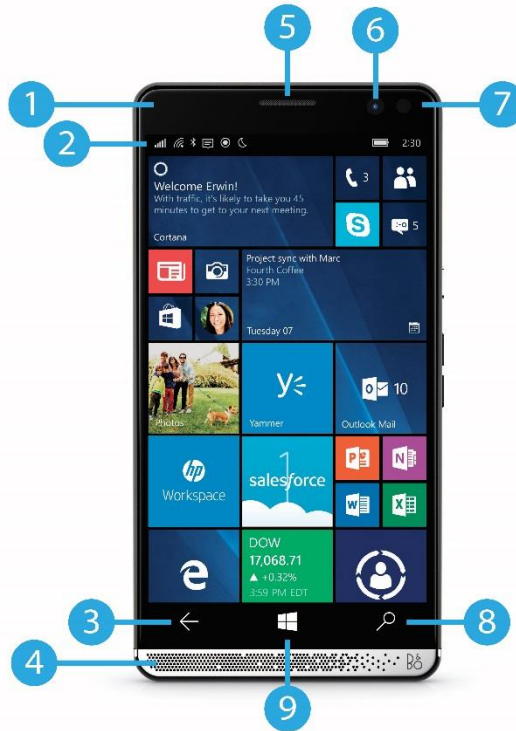 5
6
1
7
2
2:30
Welcome Erwin!
With traffic, it's likely to take you 45
minutes to get to your next meeting.
Cortana
3
S
:-o 5
Project sync with Marc
Fourth Coffee
3:30 PM
Tuesday 07
Photos
y
Yammer
o 10
Outlook Mail
hp
Workspace
1
salesforce
P
N
W
X
e
DOW
17,068.71
▲ +0.32%
3:59 PM EDT
3
8
4
B&O
9